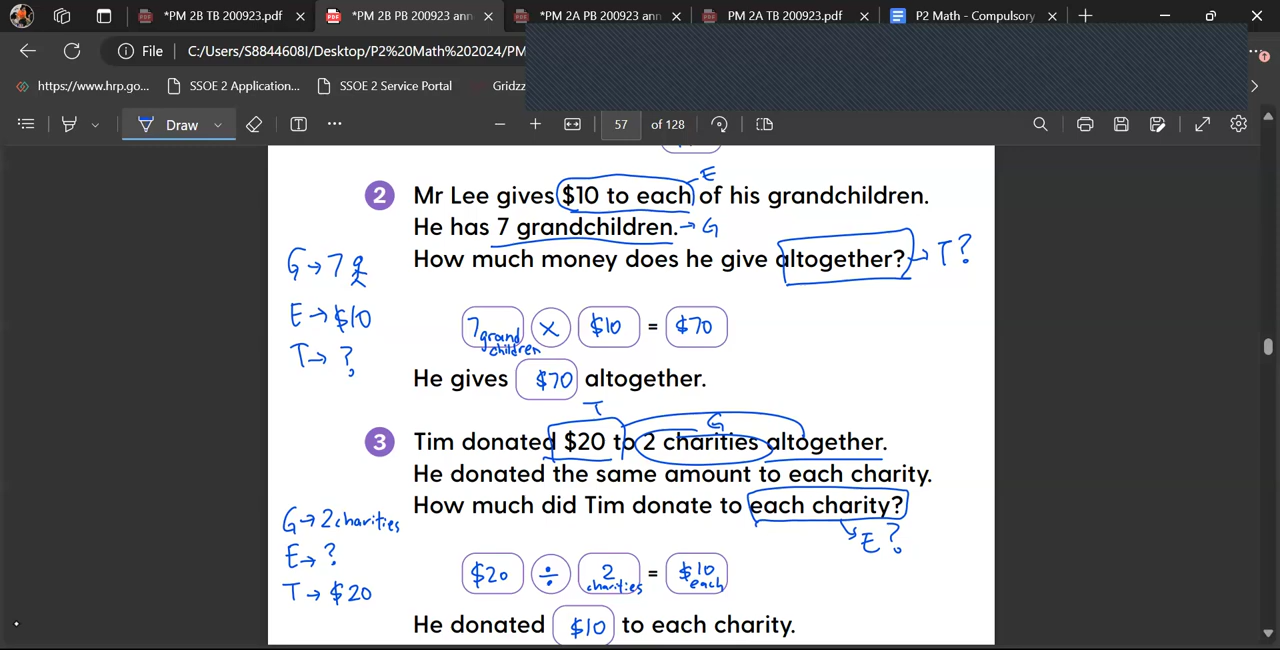 *PM 2B TB 200923.pdf
*PM 2B PB 200923 ann
*PM 2A PB 200923 ann
PM 2A TB 200923.pdf
P2 Math - Compulsory
File C:/Users/S8844608I/Desktop/P2%20Math%202024/PM
https://www.hrp.go... SSOE 2 Application... SSOE 2 Service Portal Gridzz
Draw 57 of 128
E
2 Mr Lee gives $10 to each of his grandchildren.
He has 7 grandchildren. → G
How much money does he give altogether? → T?
G → 7 g
E → $10
T → ?
7 grand children × $10 = $70
He gives $70 altogether.
T G
3 Tim donated $20 to 2 charities altogether.
He donated the same amount to each charity.
How much did Tim donate to each charity?
E?
G → 2 charities
E → ?
T → $20
$20 ÷ 2 charities = $10 each
He donated $10 to each charity.